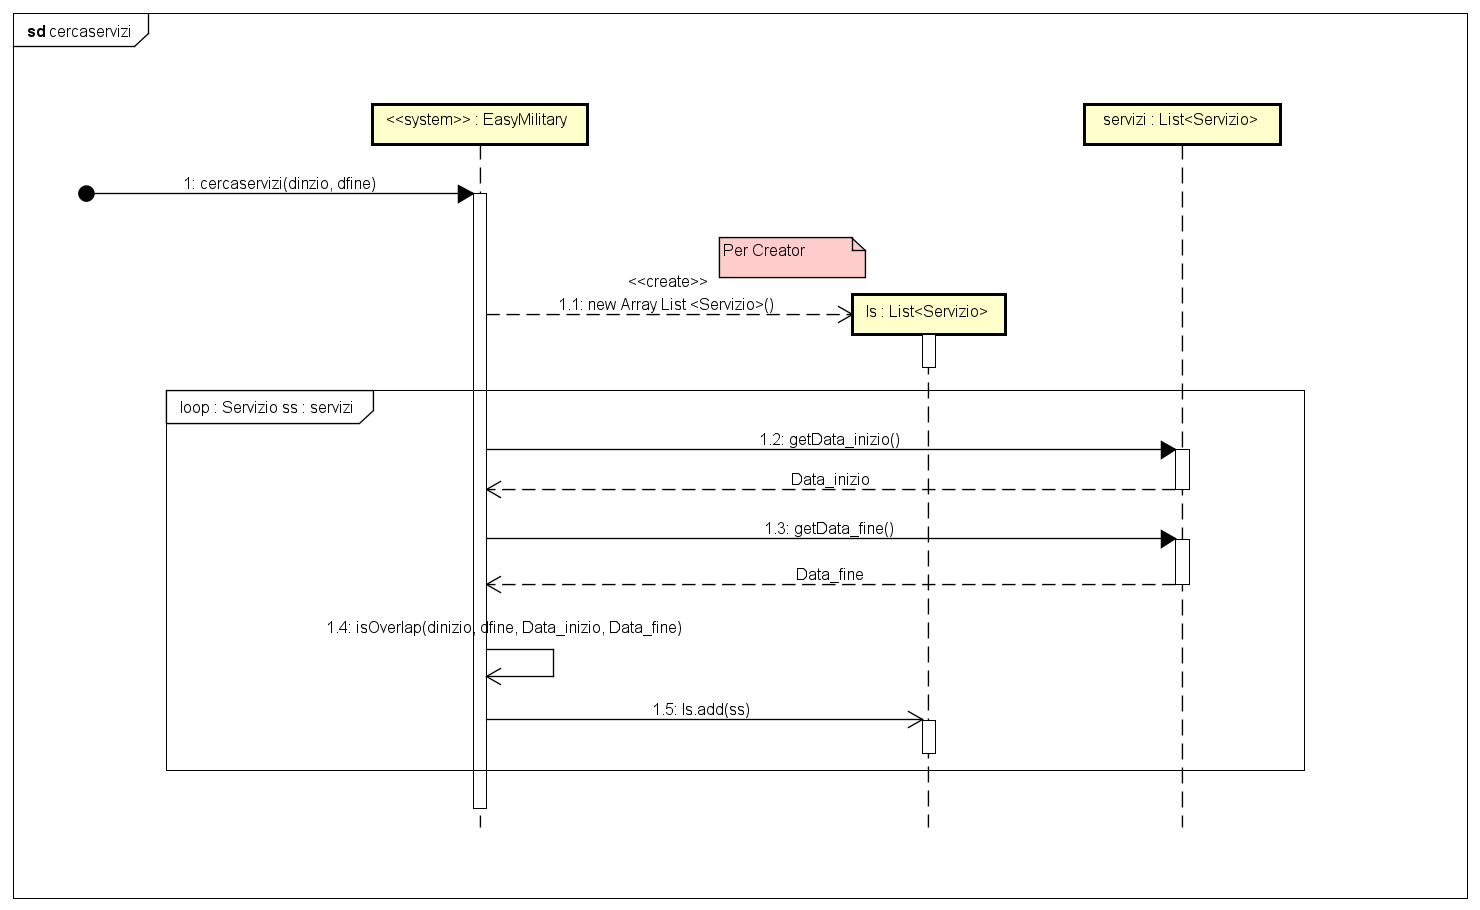 sd cercaservizi
<<system>> : EasyMilitary
servizi : List<Servizio>
1: cercaservizi(dinzio, dfine)
Per Creator
<<create>>
1.1: new Array List <Servizio>()
ls : List<Servizio>
loop : Servizio ss : servizi
1.2: getData_inizio()
Data_inizio
1.3: getData_fine()
Data_fine
1.4: isOverlap(dinizio, dfine, Data_inizio, Data_fine)
1.5: ls.add(ss)